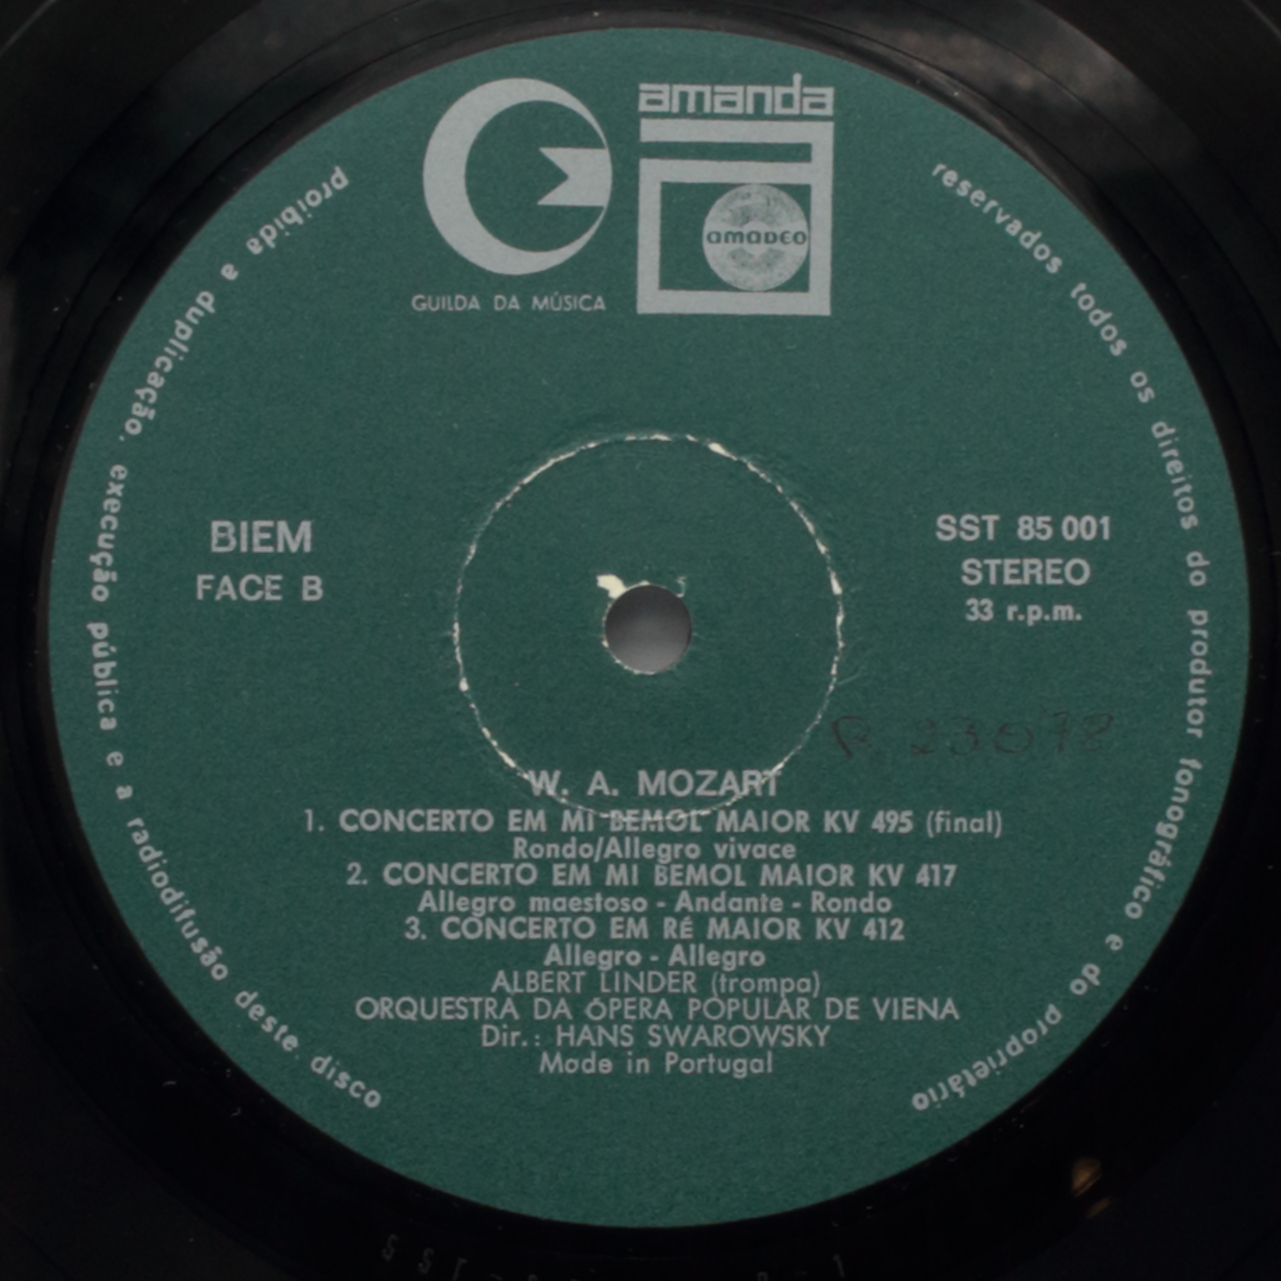 amanda
amadeo
GUILDA DA MÚSICA
proibida a duplicação, execução pública e a radiodifusão deste disco
reservados todos os direitos do produtor fonográfico e do proprietário
BIEM
FACE B
SST 85 001
STEREO
33 r.p.m.
R 23078
W. A. MOZART
1. CONCERTO EM MI BEMOL MAIOR KV 495 (final)
Rondo/Allegro vivace
2. CONCERTO EM MI BEMOL MAIOR KV 417
Allegro maestoso - Andante - Rondo
3. CONCERTO EM RÉ MAIOR KV 412
Allegro - Allegro
ALBERT LINDER (trompa)
ORQUESTRA DA ÓPERA POPULAR DE VIENA
Dir.: HANS SWAROWSKY
Made in Portugal